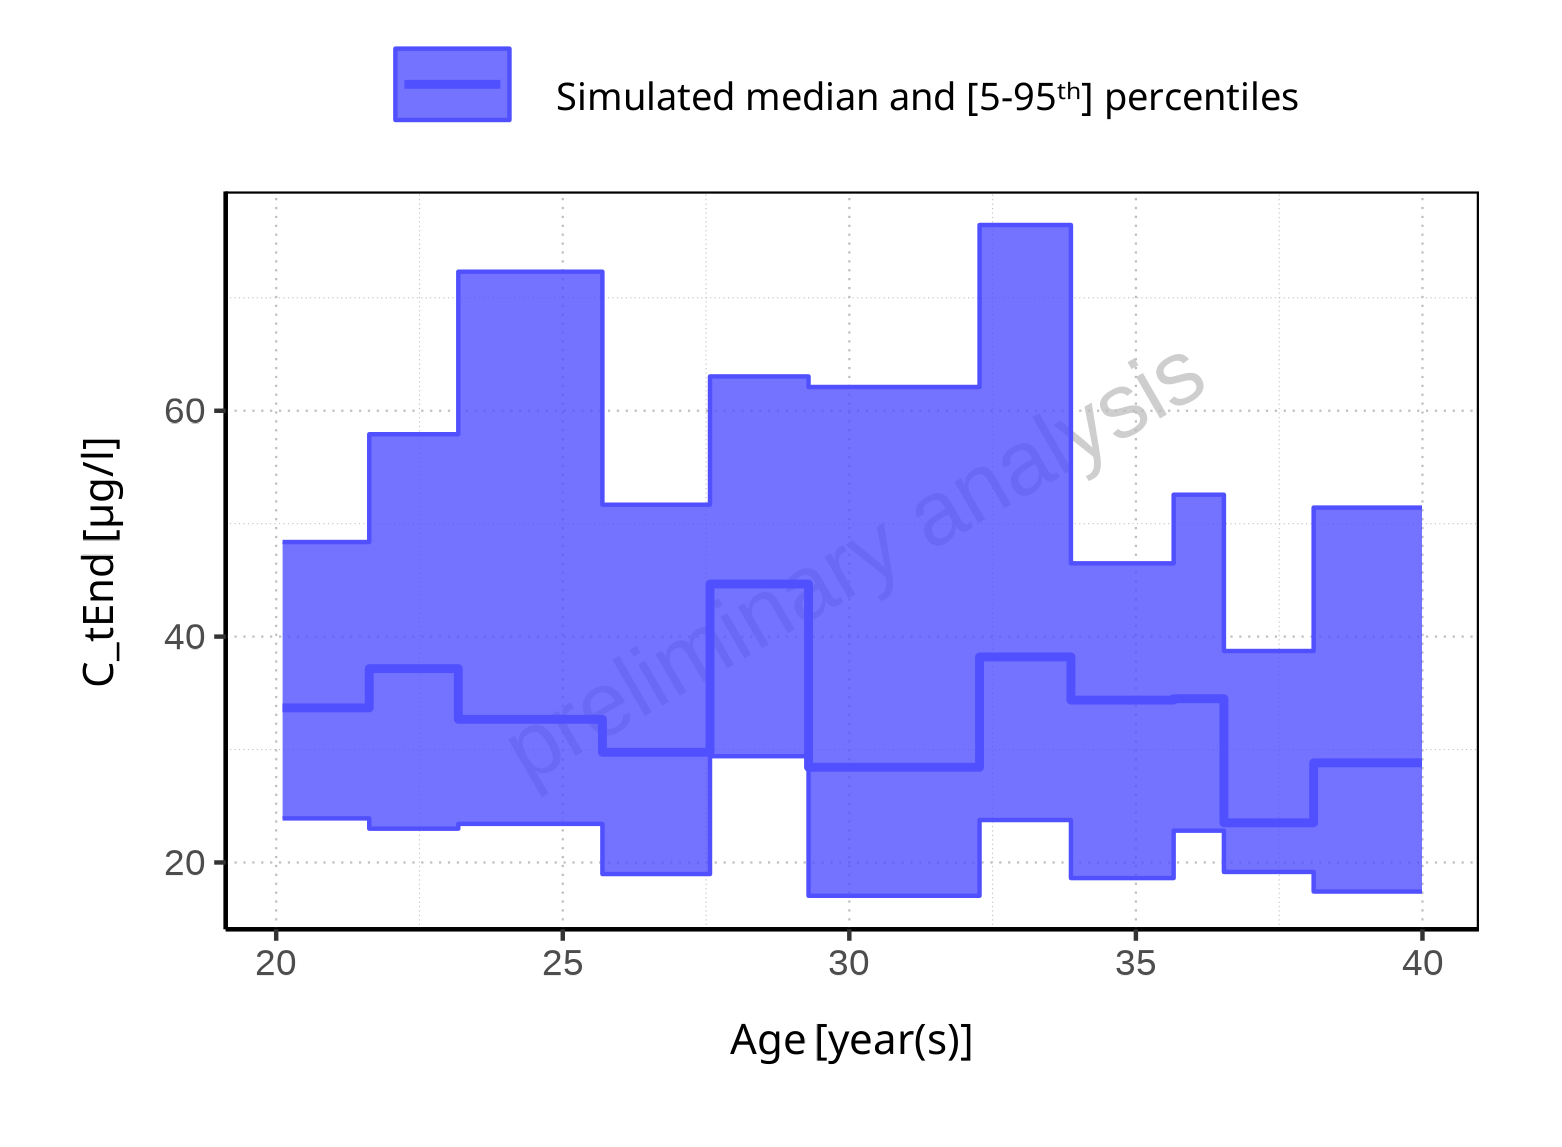 Simulated median and [5-95ᵗʰ] percentiles
C_tEnd [µg/l]
60
40
20
preliminary analysis
20 25 30 35 40
Age [year(s)]